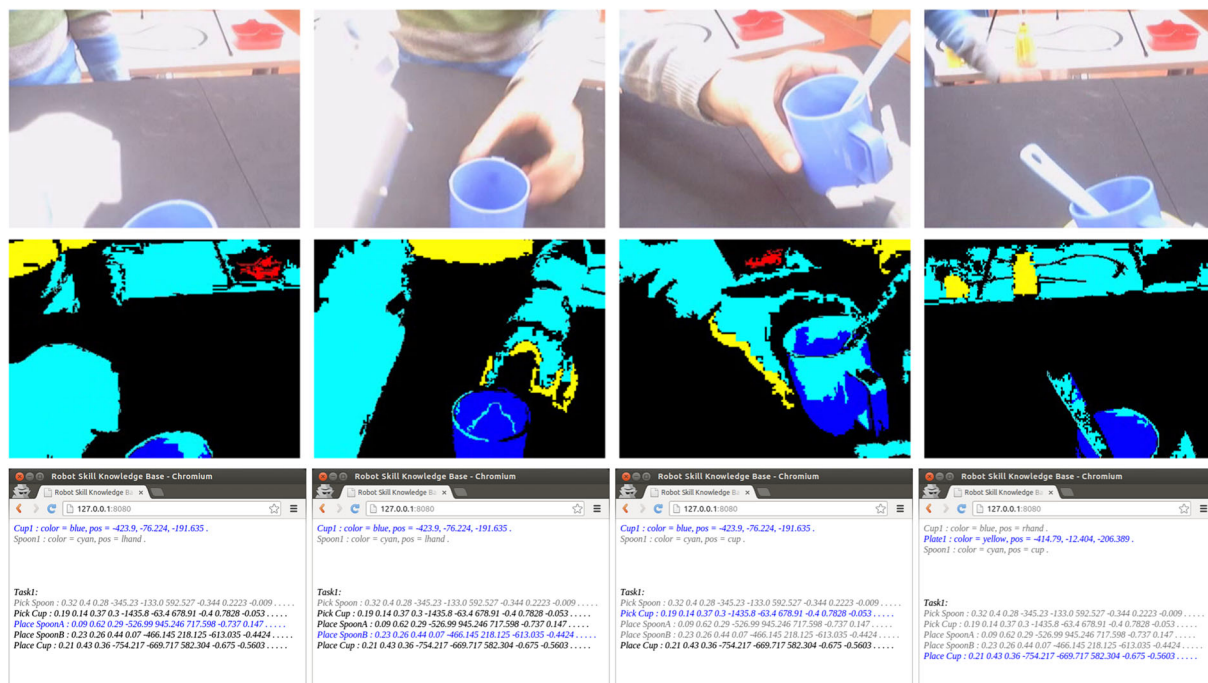 Robot Skill Knowledge Base - Chromium
Robot Skill Knowledge Ba
127.0.0.1:8080
Cup1 : color = blue, pos = -423.9, -76.224, -191.635 .
Spoon1 : color = cyan, pos = lhand .
Task1:
Pick Spoon : 0.32 0.4 0.28 -345.23 -133.0 592.527 -0.344 0.2223 -0.009 . . . . .
Pick Cup : 0.19 0.14 0.37 0.3 -1435.8 -63.4 678.91 -0.4 0.7828 -0.053 . . . . .
Place SpoonA : 0.09 0.62 0.29 -526.99 945.246 717.598 -0.737 0.147 . . . . .
Place SpoonB : 0.23 0.26 0.44 0.07 -466.145 218.125 -613.035 -0.4424 . . . . .
Place Cup : 0.21 0.43 0.36 -754.217 -669.717 582.304 -0.675 -0.5603 . . . . .
Robot Skill Knowledge Base - Chromium
Robot Skill Knowledge Ba
127.0.0.1:8080
Cup1 : color = blue, pos = -423.9, -76.224, -191.635 .
Spoon1 : color = cyan, pos = lhand .
Task1:
Pick Spoon : 0.32 0.4 0.28 -345.23 -133.0 592.527 -0.344 0.2223 -0.009 . . . . .
Pick Cup : 0.19 0.14 0.37 0.3 -1435.8 -63.4 678.91 -0.4 0.7828 -0.053 . . . . .
Place SpoonA : 0.09 0.62 0.29 -526.99 945.246 717.598 -0.737 0.147 . . . . .
Place SpoonB : 0.23 0.26 0.44 0.07 -466.145 218.125 -613.035 -0.4424 . . . . .
Place Cup : 0.21 0.43 0.36 -754.217 -669.717 582.304 -0.675 -0.5603 . . . . .
Robot Skill Knowledge Base - Chromium
Robot Skill Knowledge Ba
127.0.0.1:8080
Cup1 : color = blue, pos = -423.9, -76.224, -191.635 .
Spoon1 : color = cyan, pos = cup .
Task1:
Pick Spoon : 0.32 0.4 0.28 -345.23 -133.0 592.527 -0.344 0.2223 -0.009 . . . . .
Pick Cup : 0.19 0.14 0.37 0.3 -1435.8 -63.4 678.91 -0.4 0.7828 -0.053 . . . . .
Place SpoonA : 0.09 0.62 0.29 -526.99 945.246 717.598 -0.737 0.147 . . . . .
Place SpoonB : 0.23 0.26 0.44 0.07 -466.145 218.125 -613.035 -0.4424 . . . . .
Place Cup : 0.21 0.43 0.36 -754.217 -669.717 582.304 -0.675 -0.5603 . . . . .
Robot Skill Knowledge Base - Chromium
Robot Skill Knowledge Ba
127.0.0.1:8080
Cup1 : color = blue, pos = rhand .
Plate1 : color = yellow, pos = -414.79, -12.404, -206.389 .
Spoon1 : color = cyan, pos = cup .
Task1:
Pick Spoon : 0.32 0.4 0.28 -345.23 -133.0 592.527 -0.344 0.2223 -0.009 . . . . .
Pick Cup : 0.19 0.14 0.37 0.3 -1435.8 -63.4 678.91 -0.4 0.7828 -0.053 . . . . .
Place SpoonA : 0.09 0.62 0.29 -526.99 945.246 717.598 -0.737 0.147 . . . . .
Place SpoonB : 0.23 0.26 0.44 0.07 -466.145 218.125 -613.035 -0.4424 . . . . .
Place Cup : 0.21 0.43 0.36 -754.217 -669.717 582.304 -0.675 -0.5603 . . . . .